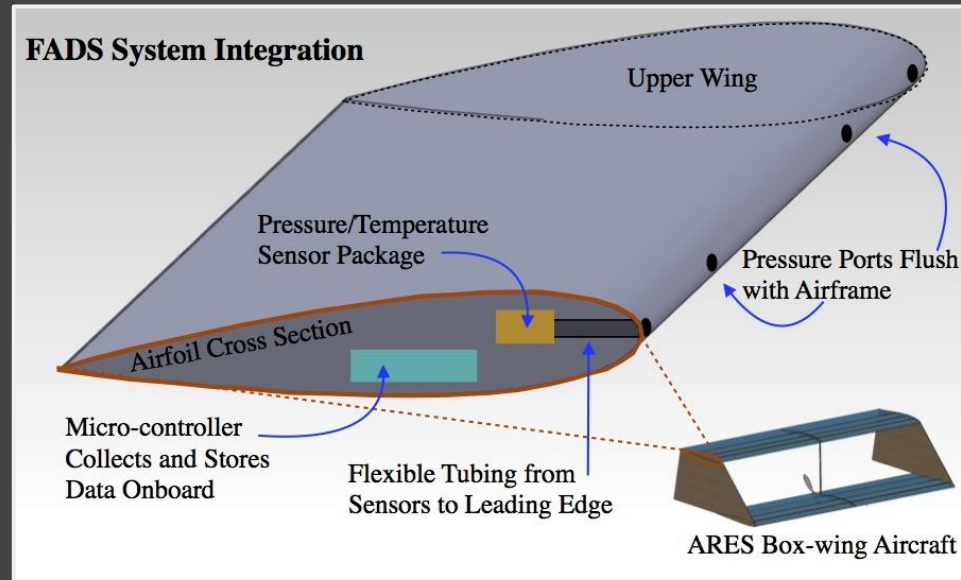 FADS System Integration
Upper Wing
Pressure/Temperature
Sensor Package
Pressure Ports Flush
with Airframe
Airfoil Cross Section
Micro-controller
Collects and Stores
Data Onboard
Flexible Tubing from
Sensors to Leading Edge
ARES Box-wing Aircraft